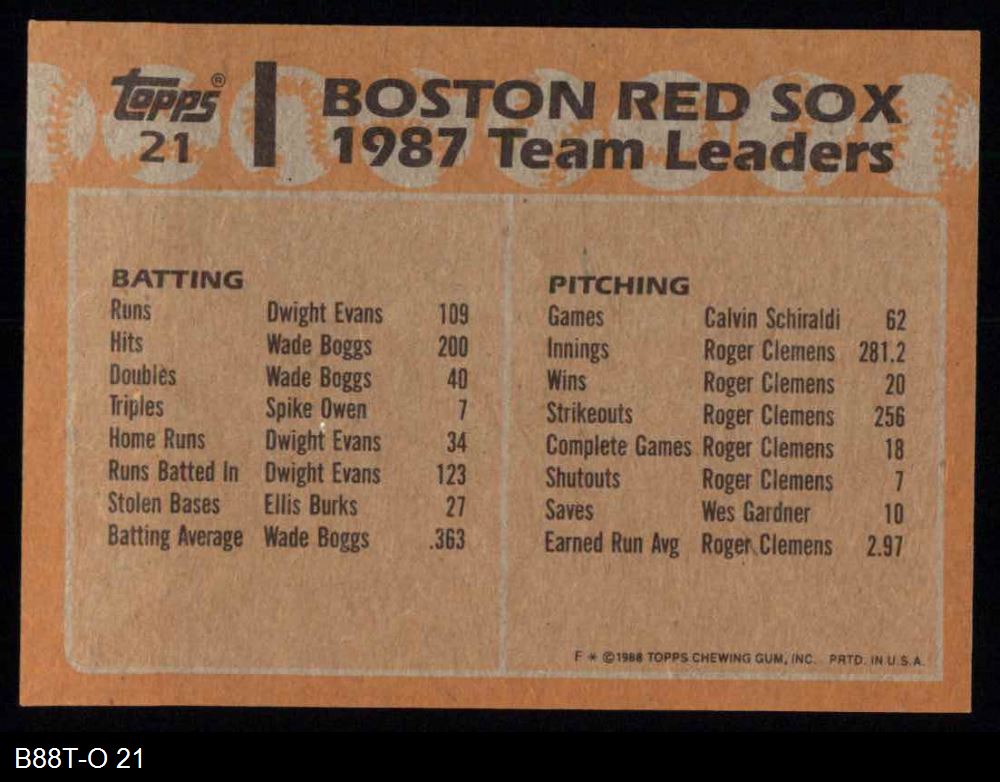 Topps®
21
BOSTON RED SOX
1987 Team Leaders
BATTING
Runs Dwight Evans 109
Hits Wade Boggs 200
Doubles Wade Boggs 40
Triples Spike Owen 7
Home Runs Dwight Evans 34
Runs Batted In Dwight Evans 123
Stolen Bases Ellis Burks 27
Batting Average Wade Boggs .363
PITCHING
Games Calvin Schiraldi 62
Innings Roger Clemens 281.2
Wins Roger Clemens 20
Strikeouts Roger Clemens 256
Complete Games Roger Clemens 18
Shutouts Roger Clemens 7
Saves Wes Gardner 10
Earned Run Avg Roger Clemens 2.97
F * ©1988 TOPPS CHEWING GUM, INC. PRTD. IN U.S.A.
B88T-O 21